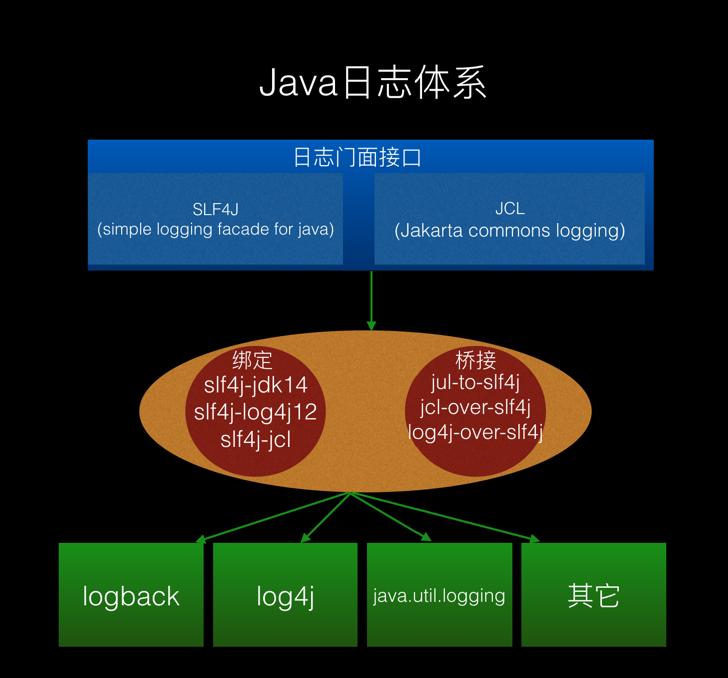 Java日志体系
日志门面接口
SLF4J
(simple logging facade for java)
JCL
(Jakarta commons logging)
绑定
slf4j-jdk14
slf4j-log4j12
slf4j-jcl
桥接
jul-to-slf4j
jcl-over-slf4j
log4j-over-slf4j
logback
log4j
java.util.logging
其它